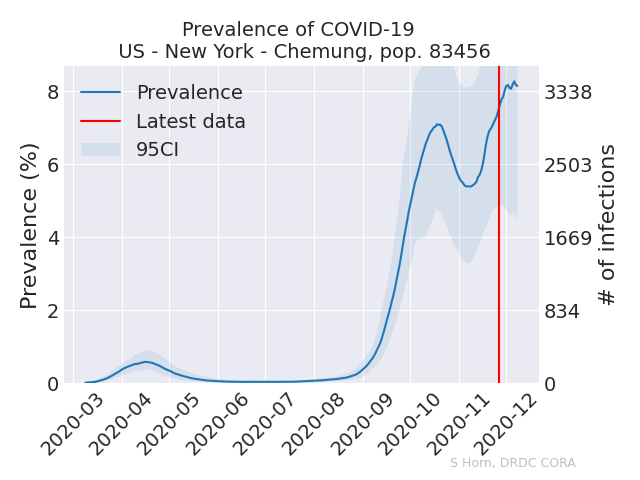 Prevalence of COVID-19
US - New York - Chemung, pop. 83456
Prevalence
Latest data
95CI
Prevalence (%)
8
6
4
2
0
3338
2503
1669
834
0
# of infections
2020-03
2020-04
2020-05
2020-06
2020-07
2020-08
2020-09
2020-10
2020-11
2020-12
S Horn, DRDC CORA